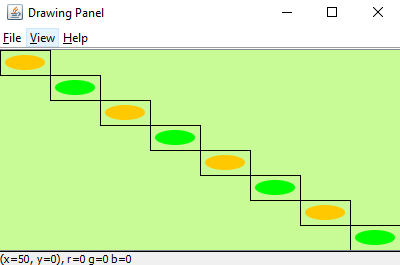 Drawing Panel
File View Help
(x=50, y=0), r=0 g=0 b=0